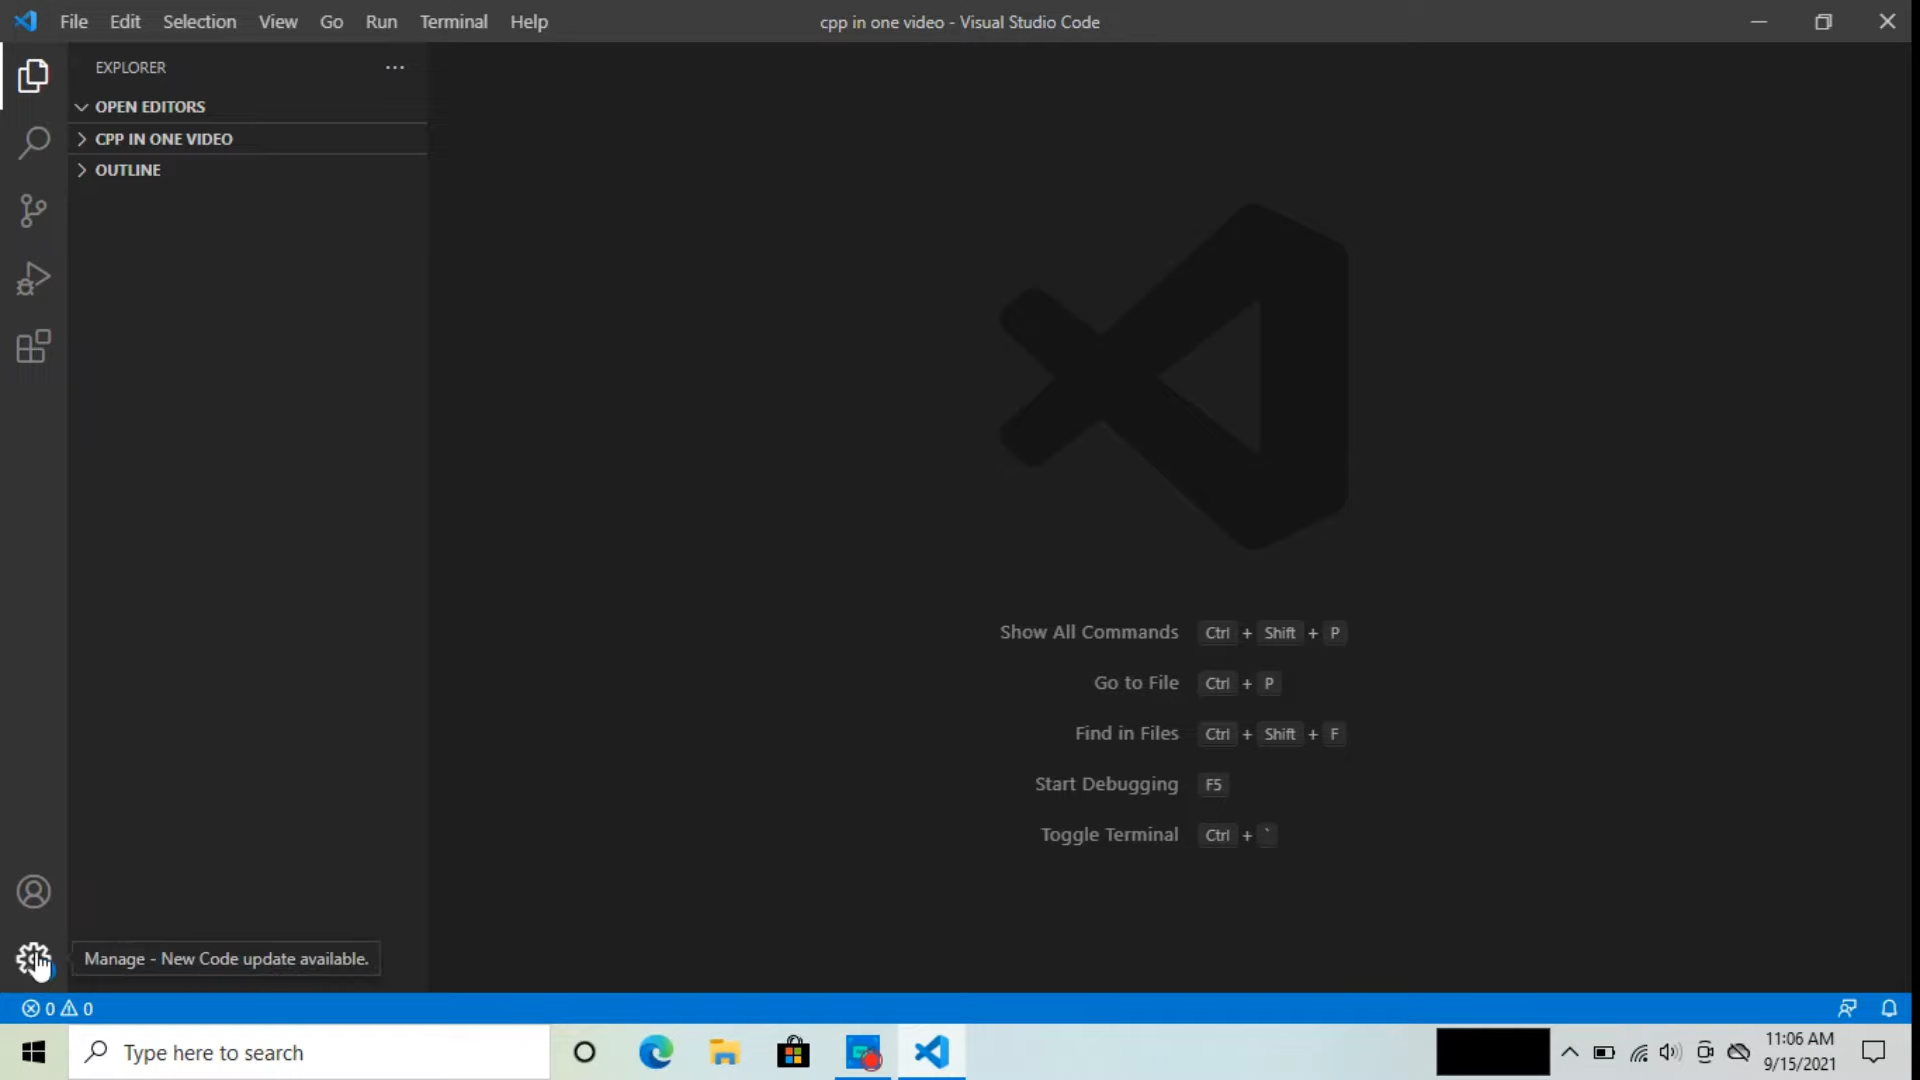 File Edit Selection View Go Run Terminal Help
cpp in one video - Visual Studio Code
EXPLORER
OPEN EDITORS
CPP IN ONE VIDEO
OUTLINE
Show All Commands Ctrl + Shift + P
Go to File Ctrl + P
Find in Files Ctrl + Shift + F
Start Debugging F5
Toggle Terminal Ctrl + `
Manage - New Code update available.
0 0
Type here to search
11:06 AM
9/15/2021